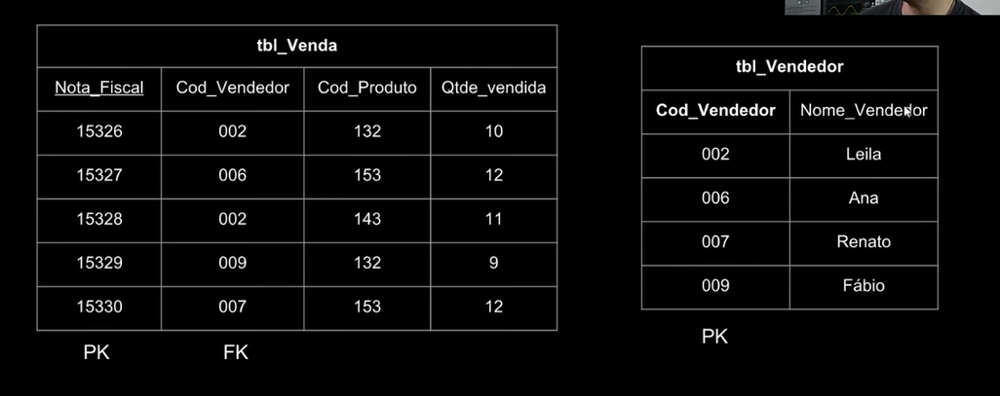 tbl_Venda
Nota_Fiscal Cod_Vendedor Cod_Produto Qtde_vendida
15326 002 132 10
15327 006 153 12
15328 002 143 11
15329 009 132 9
15330 007 153 12
PK FK
tbl_Vendedor
Cod_Vendedor Nome_Vendedor
002 Leila
006 Ana
007 Renato
009 Fábio
PK